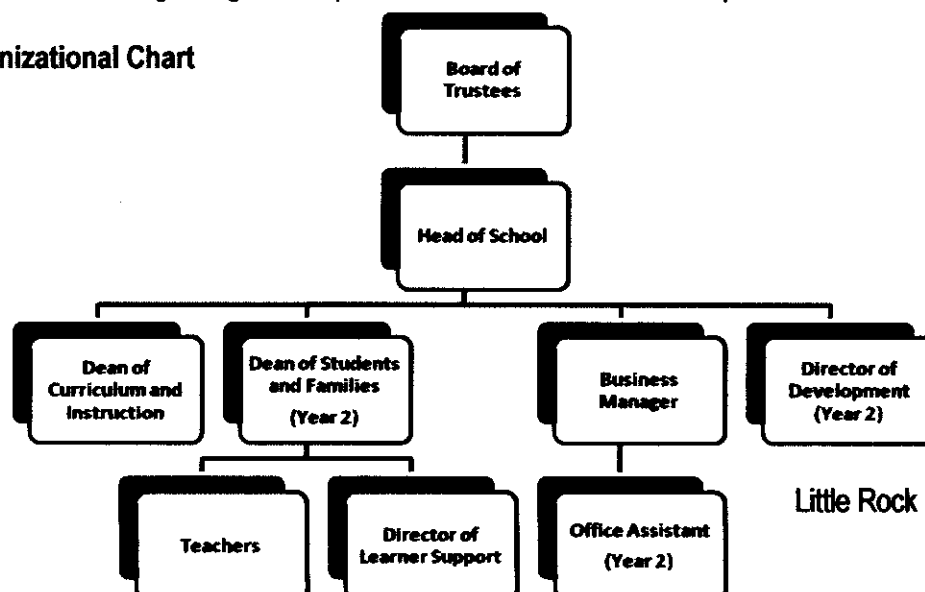 nizational Chart
Board of
Trustees
Head of School
Dean of
Curriculum and
Instruction
Dean of Students
and Families
(Year 2)
Business
Manager
Director of
Development
(Year 2)
Teachers
Director of
Learner Support
Office Assistant
(Year 2)
Little Rock